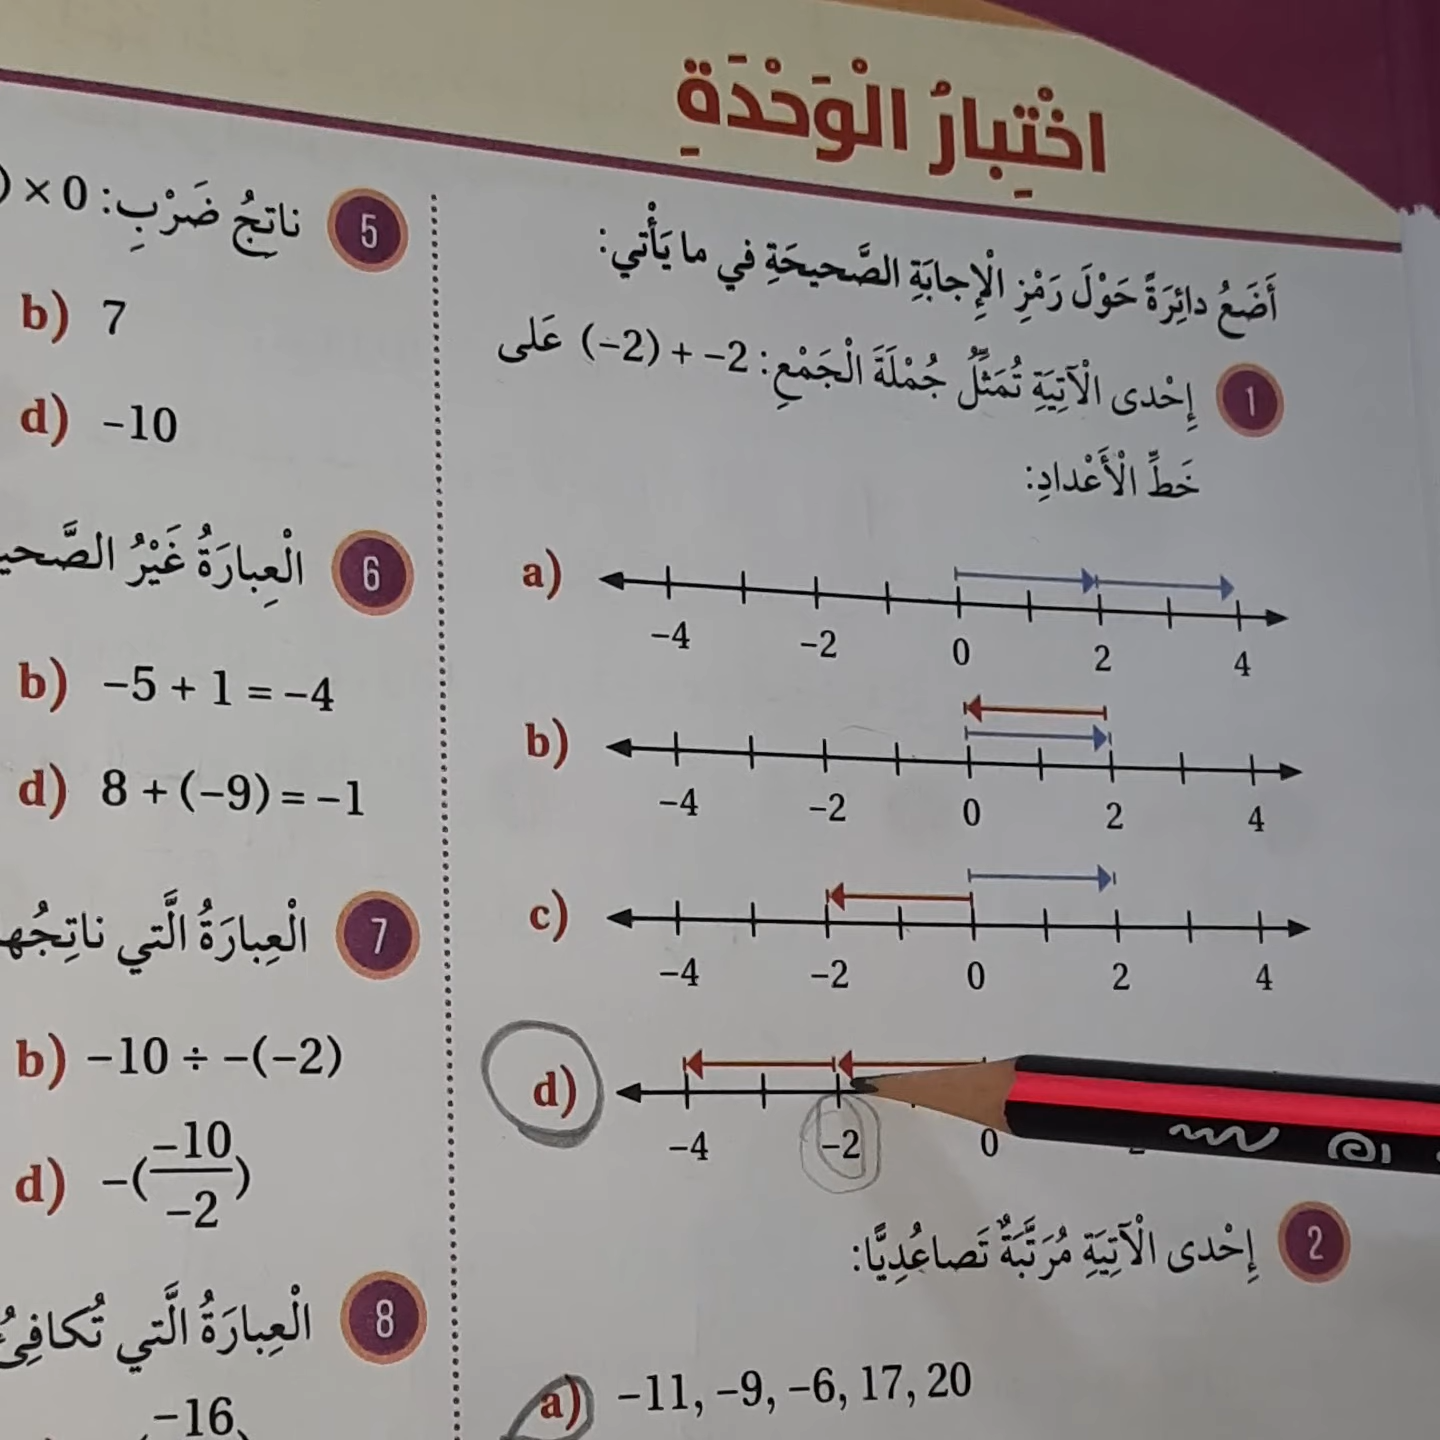 اخْتِبارُ الْوَحْدَةِ
أَضَعُ دائِرَةً حَوْلَ رَمْزِ الْإِجابَةِ الصَّحيحَةِ في ما يَأْتي:
1 إِحْدى الْآتِيَةِ تُمَثِّلُ جُمْلَةَ الْجَمْعِ: 2− + (2−) عَلى
خَطِّ الْأَعْدادِ:
a)
−4 −2 0 2 4
b)
−4 −2 0 2 4
c)
−4 −2 0 2 4
d)
−4 −2 0
2 إِحْدى الْآتِيَةِ مُرَتَّبَةٌ تَصاعُدِيًّا:
a) −11, −9, −6, 17, 20
5 ناتِجُ ضَرْبِ: ) × 0
b) 7
d) −10
6 الْعِبارَةُ غَيْرُ
b) −5 + 1 = −4
d) 8 + (−9) = −1
7 الْعِبارَةُ الَّتي
b) −10 ÷ −(−2)
d) −(−10/−2)
8 الْعِبارَةُ الَّتي تُكافِئُ
−16